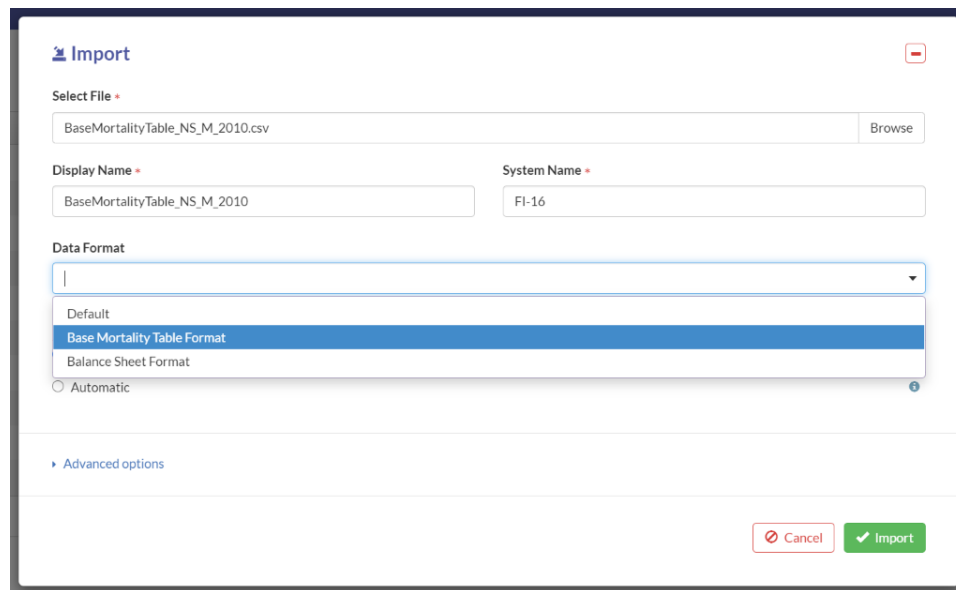 Import
Select File *
BaseMortalityTable_NS_M_2010.csv
Browse
Display Name *
System Name *
BaseMortalityTable_NS_M_2010
FI-16
Data Format
Default
Base Mortality Table Format
Balance Sheet Format
Automatic
Advanced options
Cancel
Import